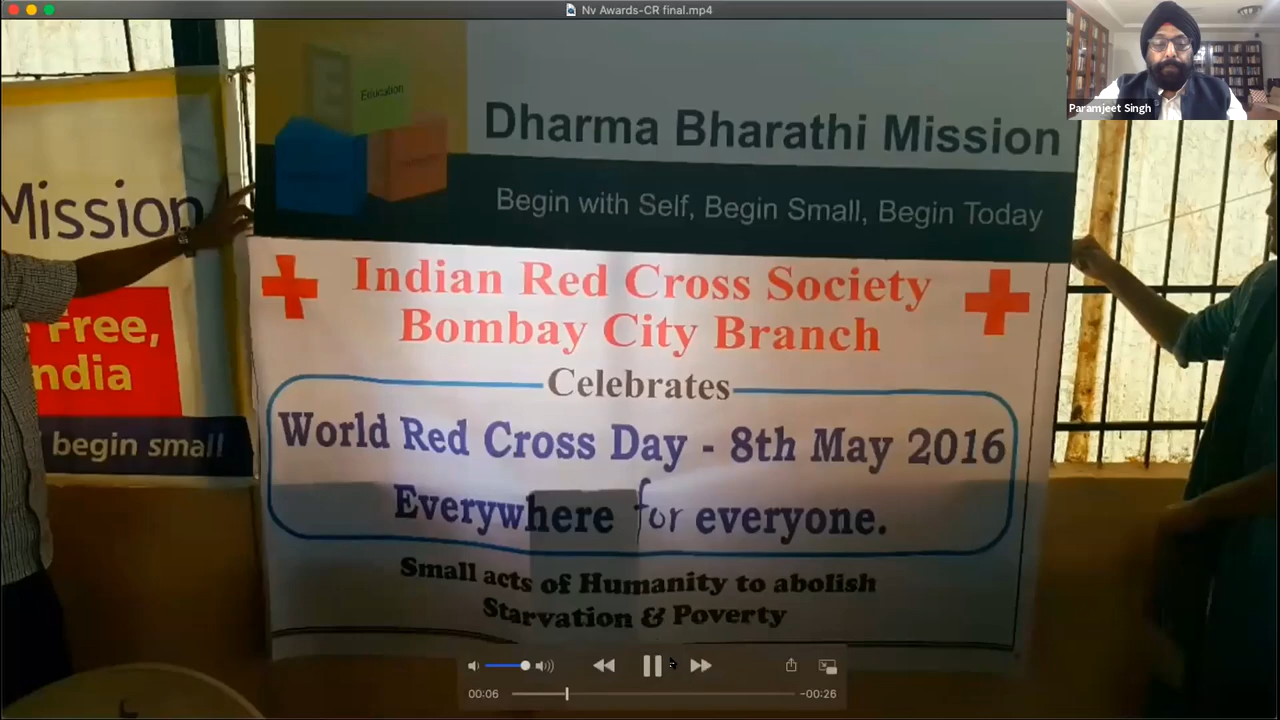 Nv Awards-CR final.mp4
Paramjeet Singh
Education
Dharma Bharathi Mission
Begin with Self, Begin Small, Begin Today
Mission
Free,
ndia
begin small
Indian Red Cross Society
Bombay City Branch
Celebrates
World Red Cross Day - 8th May 2016
Everywhere for everyone.
Small acts of Humanity to abolish
Starvation & Poverty
00:06
-00:26